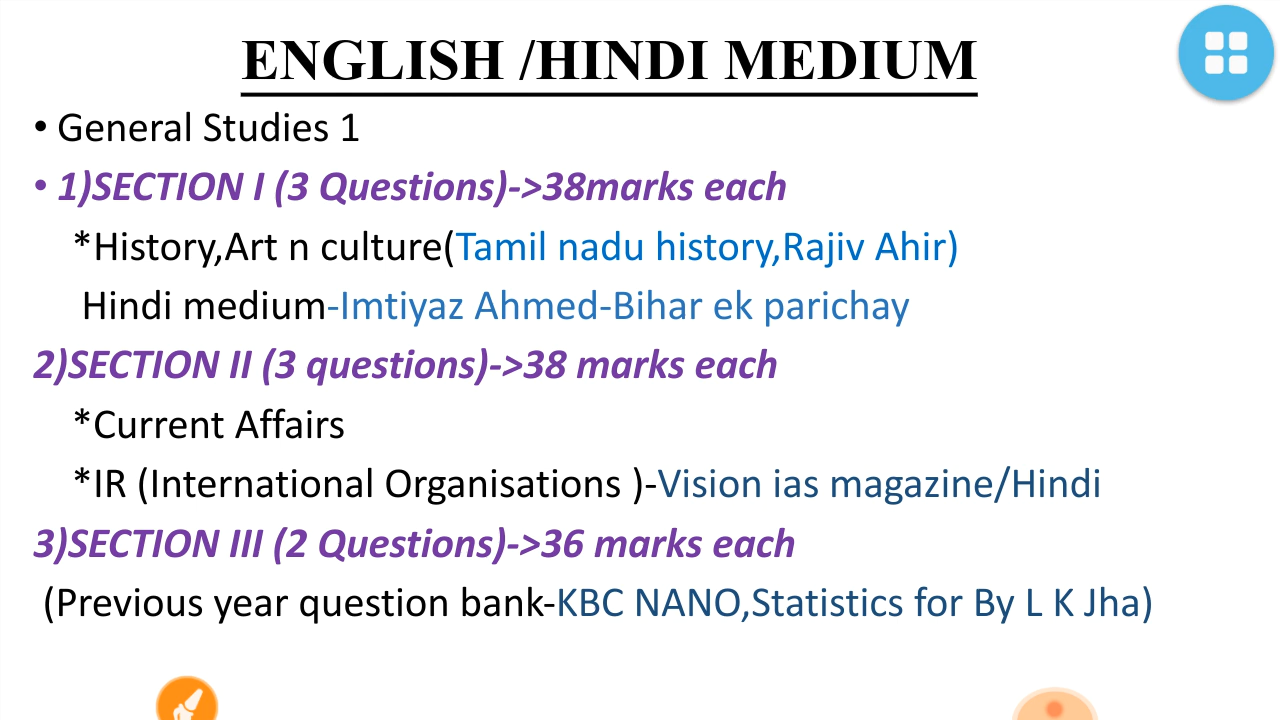 ENGLISH /HINDI MEDIUM
• General Studies 1
• 1)SECTION I (3 Questions)->38marks each
*History,Art n culture(Tamil nadu history,Rajiv Ahir)
Hindi medium-Imtiyaz Ahmed-Bihar ek parichay
2)SECTION II (3 questions)->38 marks each
*Current Affairs
*IR (International Organisations )-Vision ias magazine/Hindi
3)SECTION III (2 Questions)->36 marks each
(Previous year question bank-KBC NANO,Statistics for By L K Jha)